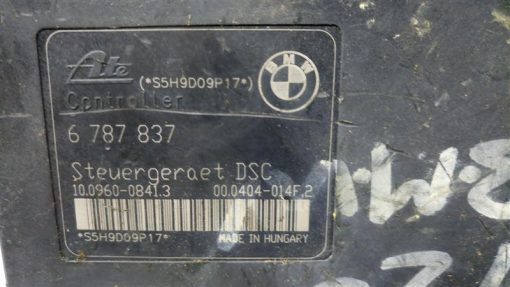 Ate (*S5H9D09P17*) BMW
Controller
6 787 837
Steuergeraet DSC
10.0960-0841.3 00.0404-014F.2
*S5H9D09P17* MADE IN HUNGARY